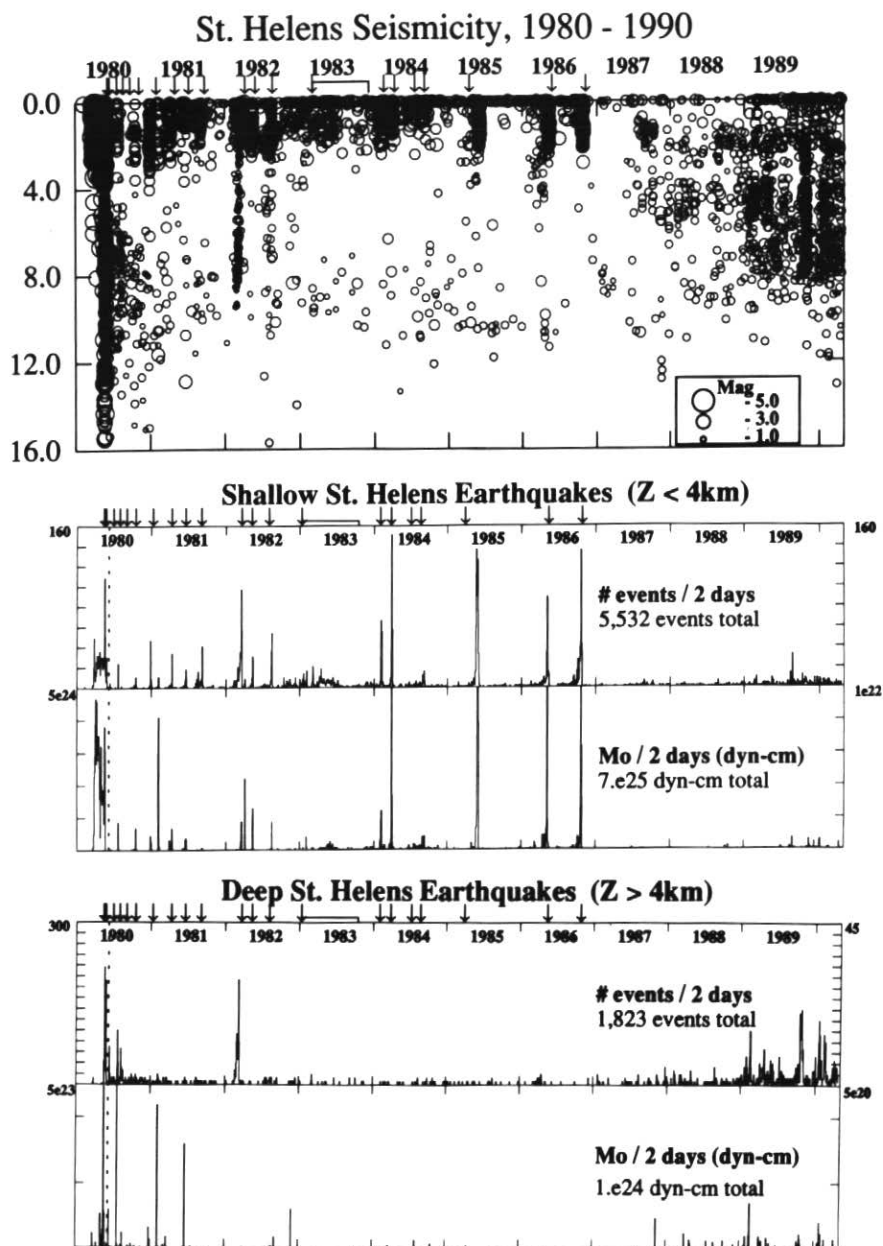 St. Helens Seismicity, 1980 - 1990
1980 1981 1982 1983 1984 1985 1986 1987 1988 1989
0.0
4.0
8.0
12.0
16.0
Mag
- 5.0
- 3.0
- 1.0
Shallow St. Helens Earthquakes (Z < 4km)
160 160
1980 1981 1982 1983 1984 1985 1986 1987 1988 1989
# events / 2 days
5,532 events total
5e24 1e22
Mo / 2 days (dyn-cm)
7.e25 dyn-cm total
Deep St. Helens Earthquakes (Z > 4km)
300 45
1980 1981 1982 1983 1984 1985 1986 1987 1988 1989
# events / 2 days
1,823 events total
5e23 5e20
Mo / 2 days (dyn-cm)
1.e24 dyn-cm total